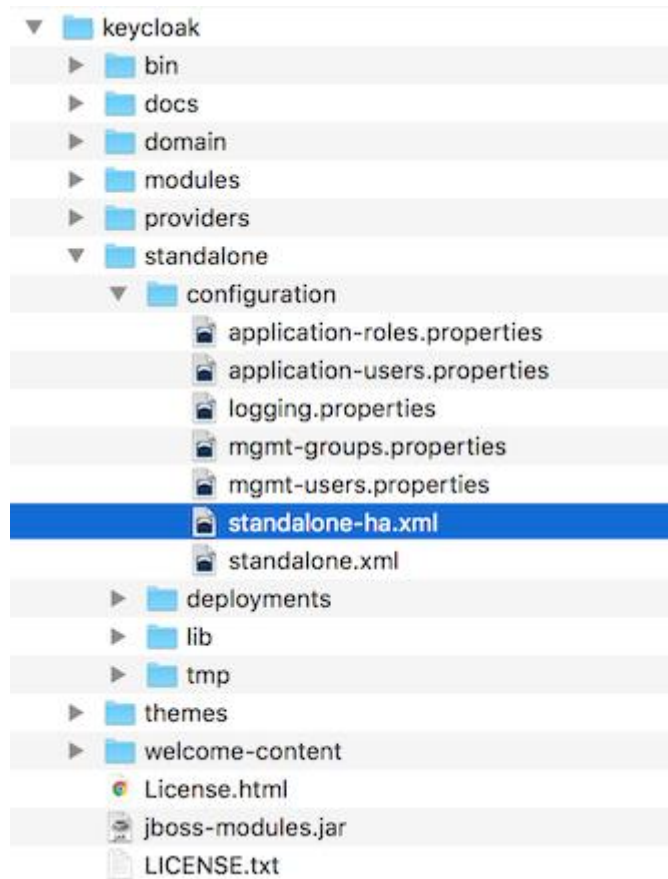 keycloak
bin
docs
domain
modules
providers
standalone
configuration
application-roles.properties
application-users.properties
logging.properties
mgmt-groups.properties
mgmt-users.properties
standalone-ha.xml
standalone.xml
deployments
lib
tmp
themes
welcome-content
License.html
jboss-modules.jar
LICENSE.txt